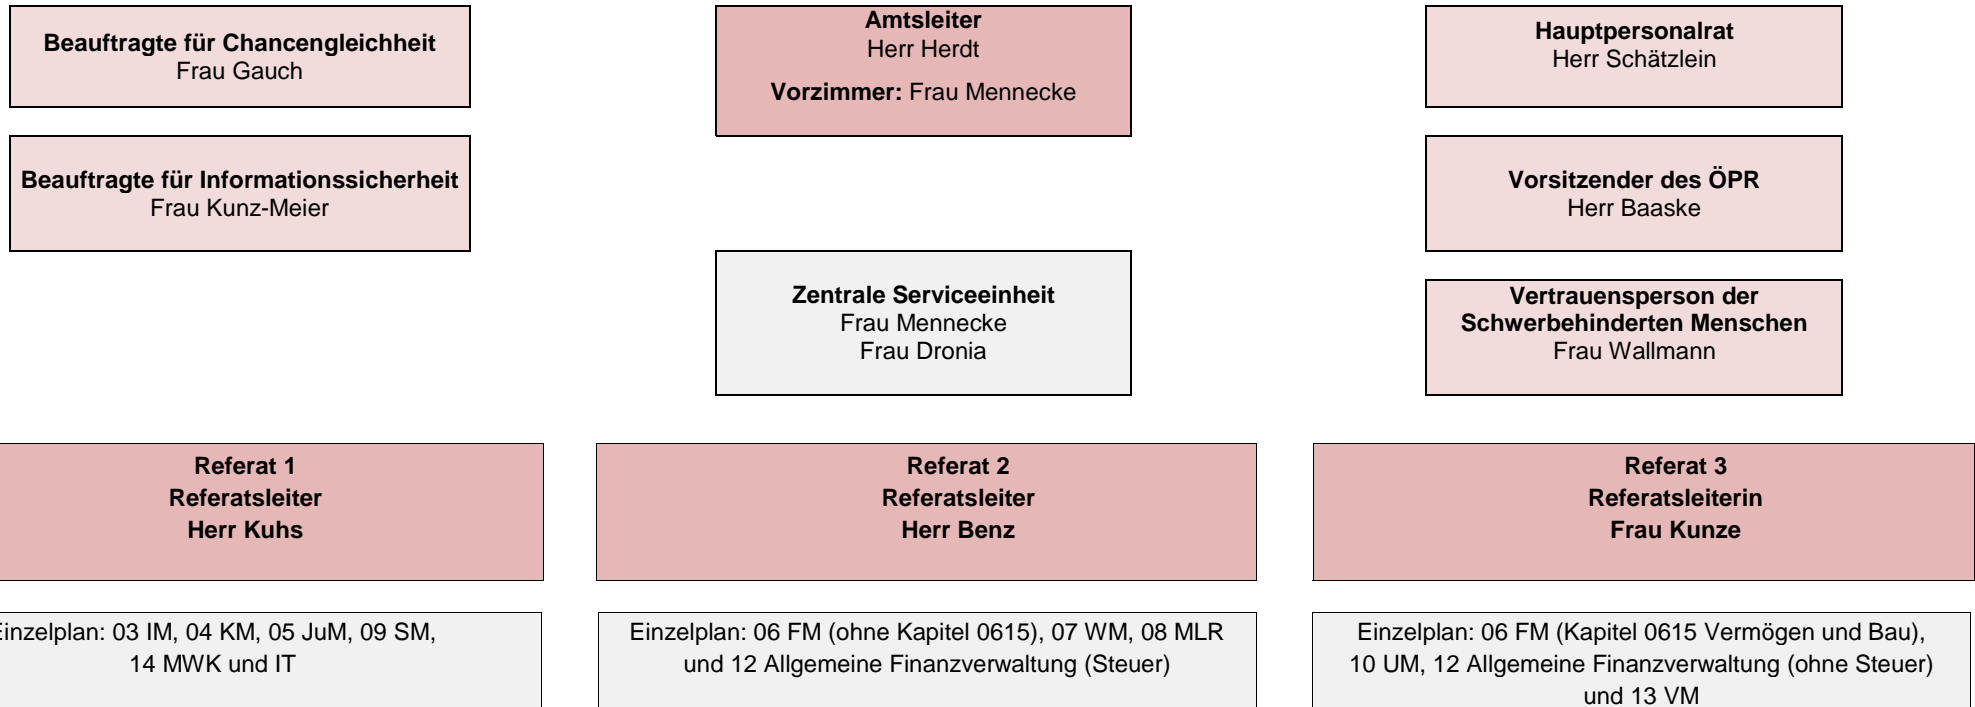 Beauftragte für Chancengleichheit
Frau Gauch
Amtsleiter
Herr Herdt
Vorzimmer: Frau Mennecke
Hauptpersonalrat
Herr Schätzlein
Beauftragte für Informationssicherheit
Frau Kunz-Meier
Vorsitzender des ÖPR
Herr Baaske
Zentrale Serviceeinheit
Frau Mennecke
Frau Dronia
Vertrauensperson der
Schwerbehinderten Menschen
Frau Wallmann
Referat 1
Referatsleiter
Herr Kuhs
Referat 2
Referatsleiter
Herr Benz
Referat 3
Referatsleiterin
Frau Kunze
Einzelplan: 03 IM, 04 KM, 05 JuM, 09 SM,
14 MWK und IT
Einzelplan: 06 FM (ohne Kapitel 0615), 07 WM, 08 MLR
und 12 Allgemeine Finanzverwaltung (Steuer)
Einzelplan: 06 FM (Kapitel 0615 Vermögen und Bau),
10 UM, 12 Allgemeine Finanzverwaltung (ohne Steuer)
und 13 VM